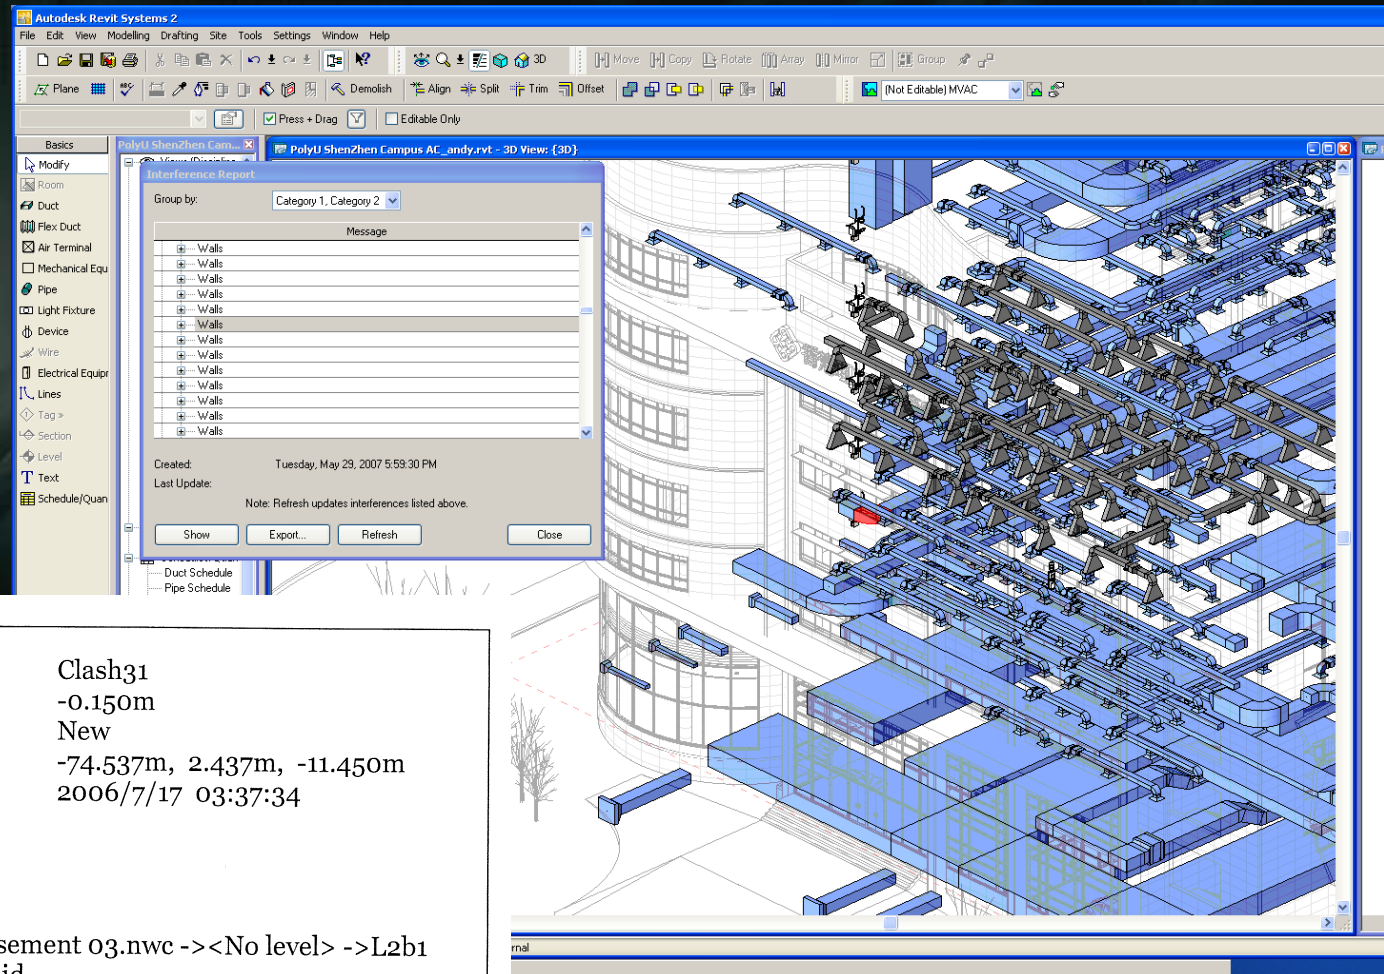 Autodesk Revit Systems 2
File Edit View Modelling Drafting Site Tools Settings Window Help
3D Move Copy Rotate Array Mirror Group
Plane Demolish Align Split Trim Offset (Not Editable) MVAC
Press + Drag Editable Only
Basics
Modify
Room
Duct
Flex Duct
Air Terminal
Mechanical Equ
Pipe
Light Fixture
Device
Wire
Electrical Equipr
Lines
Tag »
Section
Level
Text
Schedule/Quan
PolyU ShenZhen Cam...
PolyU ShenZhen Campus AC_andy.rvt - 3D View: {3D}
Interference Report
Group by: Category 1, Category 2
Message
Walls
Walls
Walls
Walls
Walls
Walls
Walls
Walls
Walls
Walls
Walls
Walls
Walls
Created: Tuesday, May 29, 2007 5:59:30 PM
Last Update:
Note: Refresh updates interferences listed above.
Show Export... Refresh Close
Duct Schedule
Pipe Schedule
Clash31
-0.150m
New
-74.537m, 2.437m, -11.450m
2006/7/17 03:37:34
sement 03.nwc -><No level> ->L2b1
id
rnal